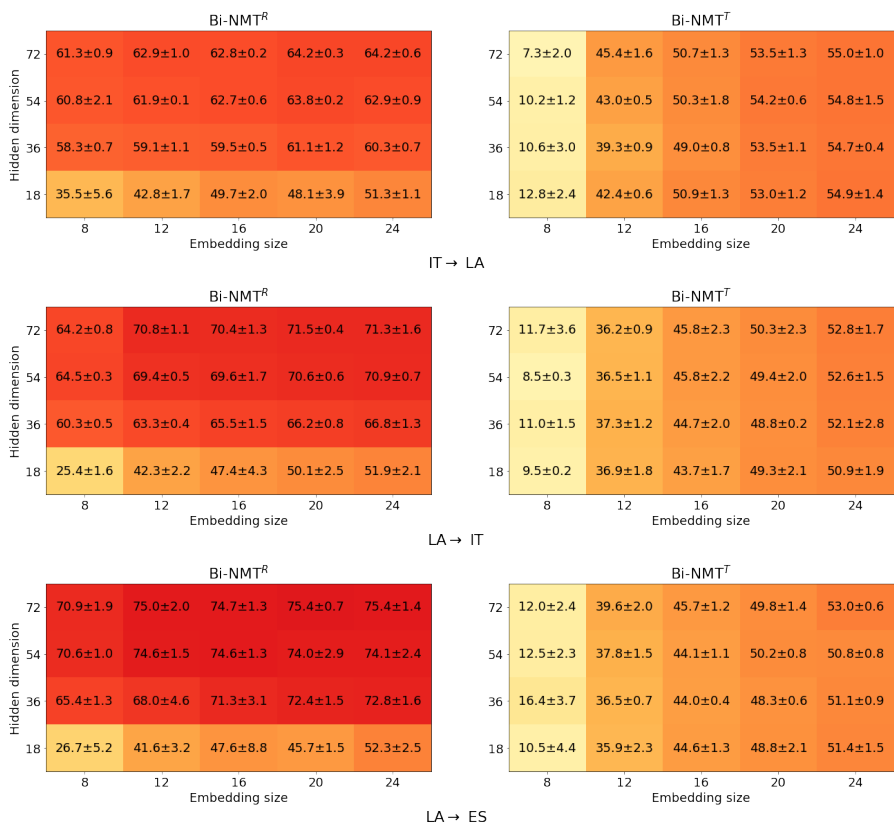 Bi-NMT^R Bi-NMT^T
Hidden dimension
72 61.3±0.9 62.9±1.0 62.8±0.2 64.2±0.3 64.2±0.6 7.3±2.0 45.4±1.6 50.7±1.3 53.5±1.3 55.0±1.0
54 60.8±2.1 61.9±0.1 62.7±0.6 63.8±0.2 62.9±0.9 10.2±1.2 43.0±0.5 50.3±1.8 54.2±0.6 54.8±1.5
36 58.3±0.7 59.1±1.1 59.5±0.5 61.1±1.2 60.3±0.7 10.6±3.0 39.3±0.9 49.0±0.8 53.5±1.1 54.7±0.4
18 35.5±5.6 42.8±1.7 49.7±2.0 48.1±3.9 51.3±1.1 12.8±2.4 42.4±0.6 50.9±1.3 53.0±1.2 54.9±1.4
8 12 16 20 24 8 12 16 20 24
Embedding size Embedding size
IT→ LA
Bi-NMT^R Bi-NMT^T
Hidden dimension
72 64.2±0.8 70.8±1.1 70.4±1.3 71.5±0.4 71.3±1.6 11.7±3.6 36.2±0.9 45.8±2.3 50.3±2.3 52.8±1.7
54 64.5±0.3 69.4±0.5 69.6±1.7 70.6±0.6 70.9±0.7 8.5±0.3 36.5±1.1 45.8±2.2 49.4±2.0 52.6±1.5
36 60.3±0.5 63.3±0.4 65.5±1.5 66.2±0.8 66.8±1.3 11.0±1.5 37.3±1.2 44.7±2.0 48.8±0.2 52.1±2.8
18 25.4±1.6 42.3±2.2 47.4±4.3 50.1±2.5 51.9±2.1 9.5±0.2 36.9±1.8 43.7±1.7 49.3±2.1 50.9±1.9
8 12 16 20 24 8 12 16 20 24
Embedding size Embedding size
LA→ IT
Bi-NMT^R Bi-NMT^T
Hidden dimension
72 70.9±1.9 75.0±2.0 74.7±1.3 75.4±0.7 75.4±1.4 12.0±2.4 39.6±2.0 45.7±1.2 49.8±1.4 53.0±0.6
54 70.6±1.0 74.6±1.5 74.6±1.3 74.0±2.9 74.1±2.4 12.5±2.3 37.8±1.5 44.1±1.1 50.2±0.8 50.8±0.8
36 65.4±1.3 68.0±4.6 71.3±3.1 72.4±1.5 72.8±1.6 16.4±3.7 36.5±0.7 44.0±0.4 48.3±0.6 51.1±0.9
18 26.7±5.2 41.6±3.2 47.6±8.8 45.7±1.5 52.3±2.5 10.5±4.4 35.9±2.3 44.6±1.3 48.8±2.1 51.4±1.5
8 12 16 20 24 8 12 16 20 24
Embedding size Embedding size
LA→ ES